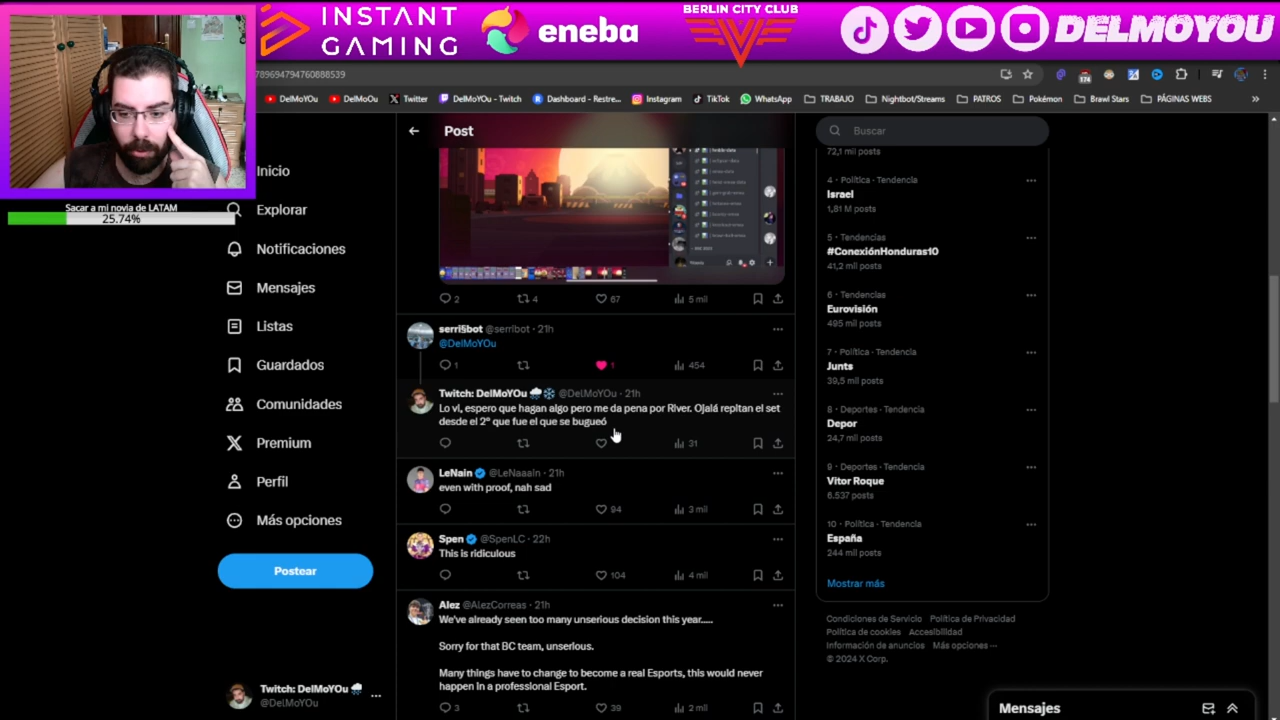 INSTANT
GAMING
eneba
BERLIN CITY CLUB
DELMOYOU
789694794760888539
174
DelMoYOu
DelMoOu
Twitter
DelMoYOU - Twitch
Dashboard - Restre...
Instagram
TikTok
WhatsApp
TRABAJO
Nightbot/Streams
PATROS
Pokémon
Brawl Stars
PÁGINAS WEBS
Sacar a mi novia de LATAM
25.74%
Inicio
Explorar
Notificaciones
Mensajes
Listas
Guardados
Comunidades
Premium
Perfil
Más opciones
Postear
Twitch: DelMoYOu
@DelMoYOu
Post
2
4
67
5 mil
serri§bot @serribot · 21h
@DelMoYOu
1
1
454
Twitch: DelMoYOu @DelMoYOu · 21h
Lo vi, espero que hagan algo pero me da pena por River. Ojalá repitan el set
desde el 2º que fue el que se bugueó
31
LeNain @LeNaaaIn · 21h
even with proof, nah sad
94
3 mil
Spen @SpenLC · 22h
This is ridiculous
104
4 mil
Alez @AlezCorreas · 21h
We've already seen too many unserious decision this year.....
Sorry for that BC team, unserious.
Many things have to change to become a real Esports, this would never
happen in a professional Esport.
3
39
2 mil
Buscar
72,1 mil posts
4 · Política · Tendencia
Israel
1,81 M posts
5 · Tendencias
#ConexiónHonduras10
41,2 mil posts
6 · Tendencias
Eurovisión
495 mil posts
7 · Política · Tendencia
Junts
39,5 mil posts
8 · Deportes · Tendencia
Depor
24,7 mil posts
9 · Deportes · Tendencia
Vitor Roque
6.537 posts
10 · Política · Tendencia
España
244 mil posts
Mostrar más
Condiciones de Servicio Política de Privacidad
Política de cookies Accesibilidad
Información de anuncios Más opciones
© 2024 X Corp.
Mensajes